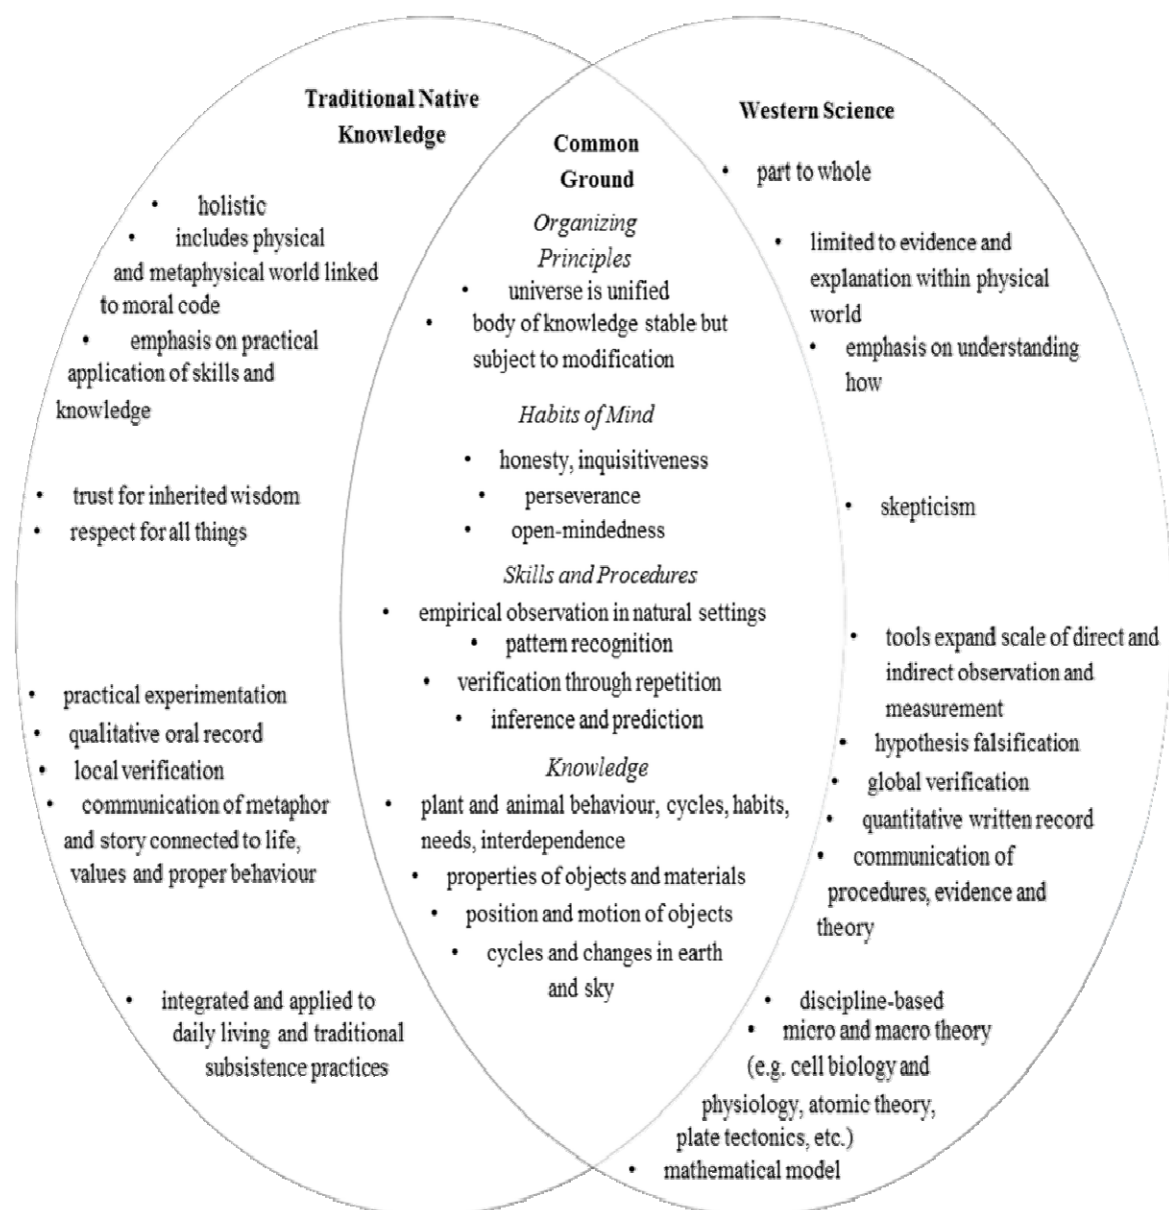 Traditional Native
Knowledge
• holistic
• includes physical
and metaphysical world linked
to moral code
• emphasis on practical
application of skills and
knowledge
• trust for inherited wisdom
• respect for all things
• practical experimentation
• qualitative oral record
• local verification
• communication of metaphor
and story connected to life,
values and proper behaviour
• integrated and applied to
daily living and traditional
subsistence practices
Common
Ground
Organizing
Principles
• universe is unified
• body of knowledge stable but
subject to modification
Habits of Mind
• honesty, inquisitiveness
• perseverance
• open-mindedness
Skills and Procedures
• empirical observation in natural settings
• pattern recognition
• verification through repetition
• inference and prediction
Knowledge
• plant and animal behaviour, cycles, habits,
needs, interdependence
• properties of objects and materials
• position and motion of objects
• cycles and changes in earth
and sky
Western Science
• part to whole
• limited to evidence and
explanation within physical
world
• emphasis on understanding
how
• skepticism
• tools expand scale of direct and
indirect observation and
measurement
• hypothesis falsification
• global verification
• quantitative written record
• communication of
procedures, evidence and
theory
• discipline-based
• micro and macro theory
(e.g. cell biology and
physiology, atomic theory,
plate tectonics, etc.)
• mathematical model